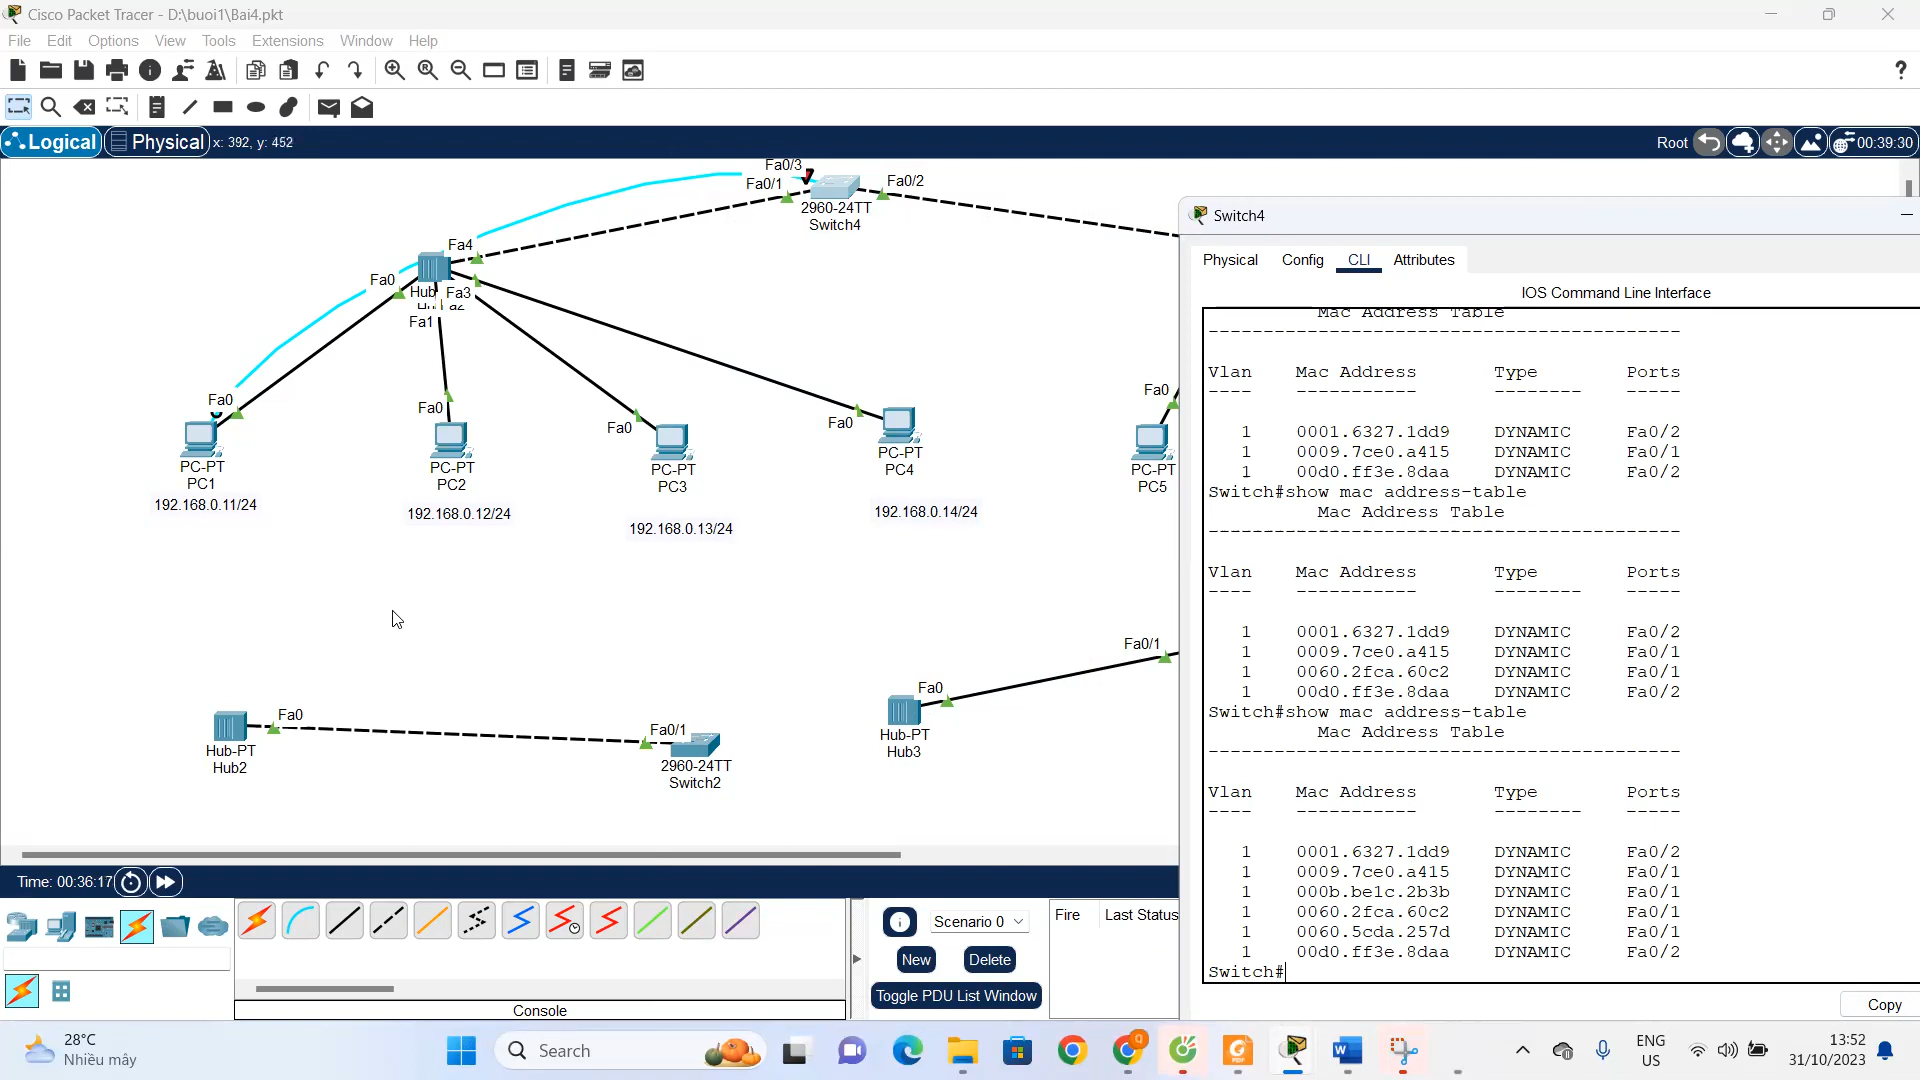 Cisco Packet Tracer - D:\buoi1\Bai4.pkt
File Edit Options View Tools Extensions Window Help
Logical Physical x: 392, y: 452 Root 00:39:30
Fa0/3
Fa0/1
Fa0/2
2960-24TT
Switch4
Fa4
Fa0
Hub
Fa3
Fa1
Fa0
PC-PT
PC1
192.168.0.11/24
Fa0
PC-PT
PC2
192.168.0.12/24
Fa0
PC-PT
PC3
192.168.0.13/24
Fa0
PC-PT
PC4
192.168.0.14/24
Fa0
PC-PT
PC5
Fa0
Hub-PT
Hub2
Fa0/1
2960-24TT
Switch2
Fa0
Hub-PT
Hub3
Fa0/1
Switch4
Physical Config CLI Attributes
IOS Command Line Interface
Mac Address Table
-------------------------------------------
Vlan Mac Address Type Ports
---- ----------- -------- -----
1 0001.6327.1dd9 DYNAMIC Fa0/2
1 0009.7ce0.a415 DYNAMIC Fa0/1
1 00d0.ff3e.8daa DYNAMIC Fa0/2
Switch#show mac address-table
Mac Address Table
-------------------------------------------
Vlan Mac Address Type Ports
---- ----------- -------- -----
1 0001.6327.1dd9 DYNAMIC Fa0/2
1 0009.7ce0.a415 DYNAMIC Fa0/1
1 0060.2fca.60c2 DYNAMIC Fa0/1
1 00d0.ff3e.8daa DYNAMIC Fa0/2
Switch#show mac address-table
Mac Address Table
-------------------------------------------
Vlan Mac Address Type Ports
---- ----------- -------- -----
1 0001.6327.1dd9 DYNAMIC Fa0/2
1 0009.7ce0.a415 DYNAMIC Fa0/1
1 000b.be1c.2b3b DYNAMIC Fa0/1
1 0060.2fca.60c2 DYNAMIC Fa0/1
1 0060.5cda.257d DYNAMIC Fa0/1
1 00d0.ff3e.8daa DYNAMIC Fa0/2
Switch#
Copy
Time: 00:36:17
Scenario 0
New Delete
Toggle PDU List Window
Fire Last Status
Console
28°C
Nhiều mây
Search
ENG
US
13:52
31/10/2023